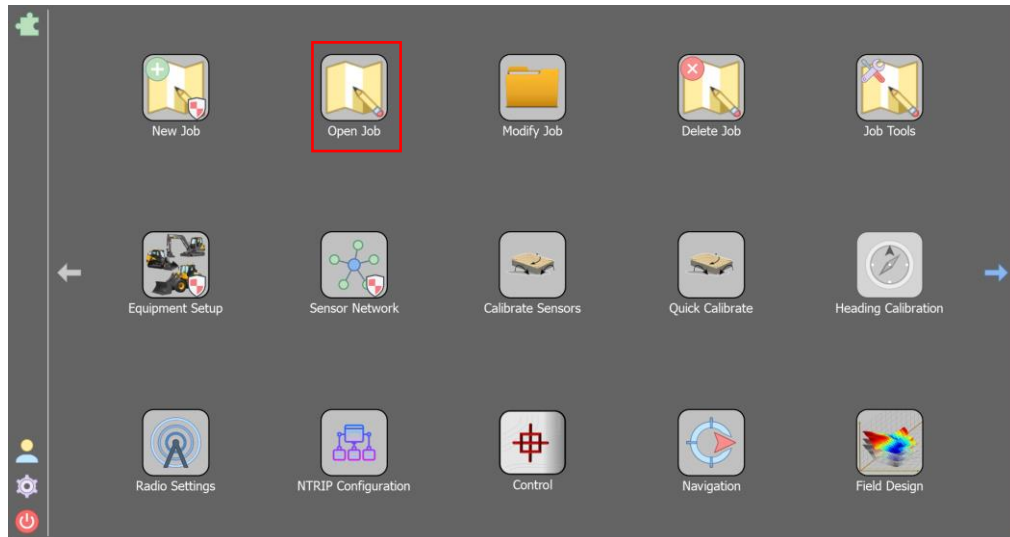 New Job
Open Job
Modify Job
Delete Job
Job Tools
Equipment Setup
Sensor Network
Calibrate Sensors
Quick Calibrate
Heading Calibration
Radio Settings
NTRIP Configuration
Control
Navigation
Field Design